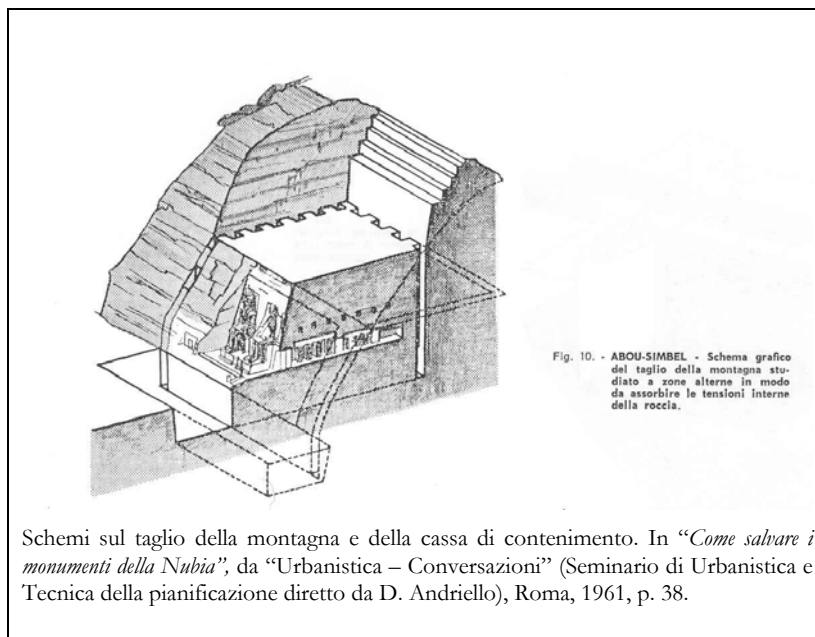 Fig. 10. - ABOU-SIMBEL - Schema grafico
del taglio della montagna stu-
diato a zone alterne in modo
da assorbire le tensioni interne
della roccia.
Schemi sul taglio della montagna e della cassa di contenimento. In “Come salvare i
monumenti della Nubia”, da “Urbanistica – Conversazioni” (Seminario di Urbanistica e
Tecnica della pianificazione diretto da D. Andriello), Roma, 1961, p. 38.